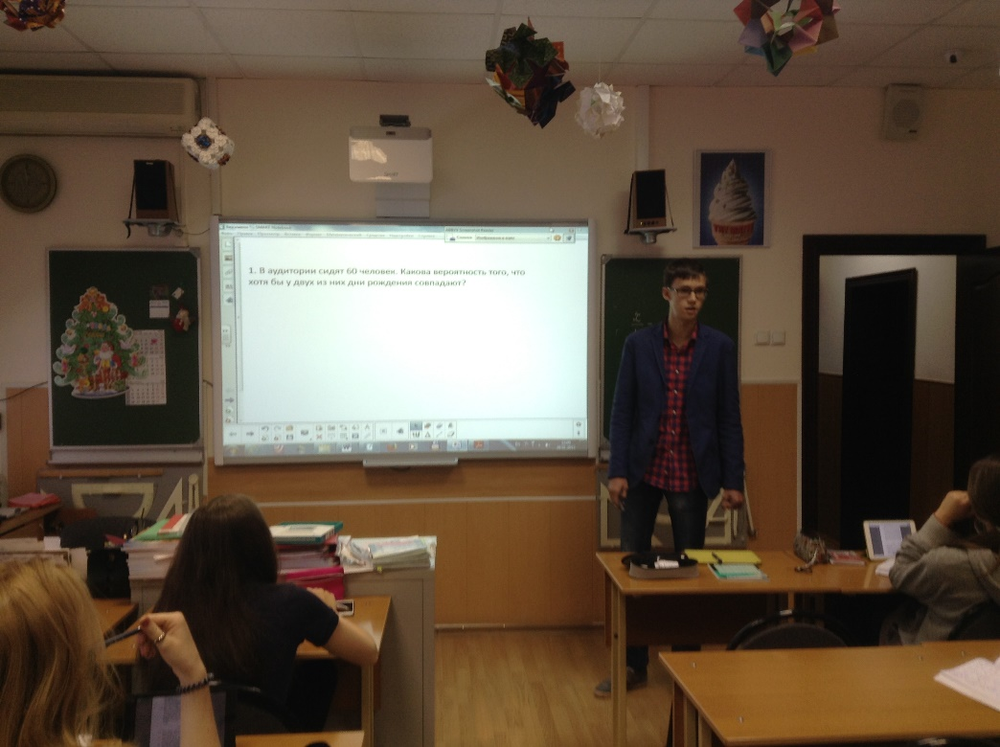 1. В аудитории сидят 60 человек. Какова вероятность того, что
хотя бы у двух из них дни рождения совпадают?